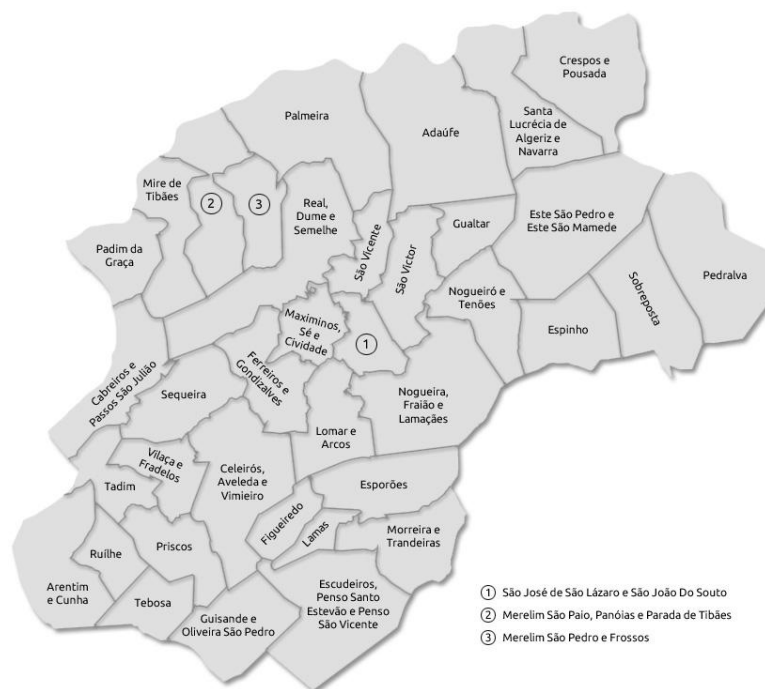 Crespos e
Pousada
Palmeira
Adaúfe
Santa
Lucrécia de
Algeriz e
Navarra
Mire de
Tibães
2
3
Real,
Dume e
Semelhe
São Vicente
São Victor
Gualtar
Este São Pedro e
Este São Mamede
Padim da
Graça
Pedralva
Sobreposta
Nogueiró e
Tenões
Espinho
Maximinos,
Sé e
Cividade
1
Cabreiros e
Passos São Julião
Sequeira
Ferreiros e
Gondizalves
Nogueira,
Fraião e
Lamaçães
Lomar e
Arcos
Vilaça e
Fradelos
Celeirós,
Aveleda e
Vimieiro
Tadim
Esporões
Figueiredo
Lamas
Morreira e
Trandeiras
Ruílhe
Priscos
Arentim
e Cunha
Tebosa
Guisande e
Oliveira São Pedro
Escudeiros,
Penso Santo
Estevão e Penso
São Vicente
1 São José de São Lázaro e São João Do Souto
2 Merelim São Paio, Panóias e Parada de Tibães
3 Merelim São Pedro e Frossos